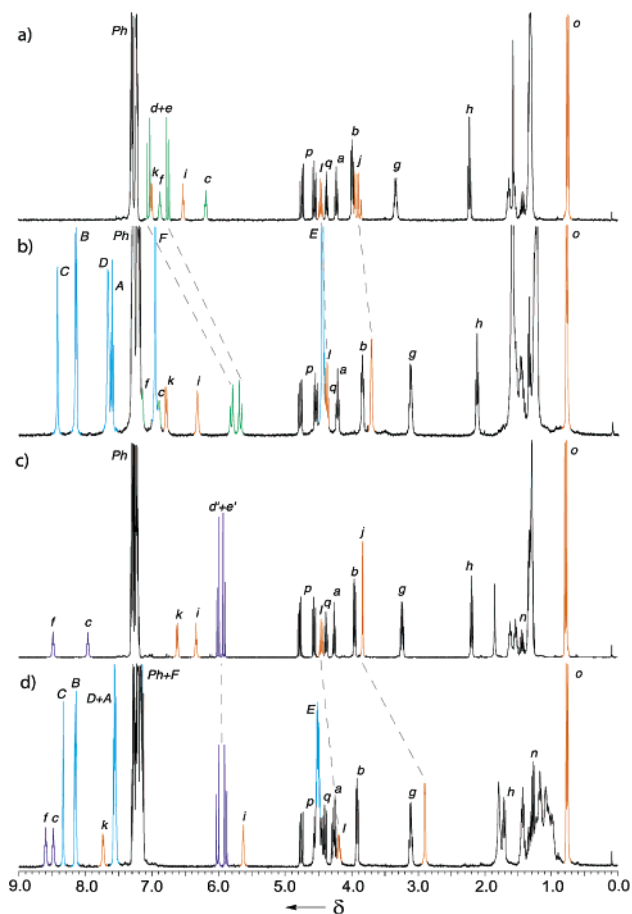 a)
Ph
o
d+e
h
b
k
f
i
c
p
l
q
a
j
g
b)
B
C
Ph
F
E
o
D
A
h
l
f
c
k
i
p
q
a
b
g
c)
Ph
o
d'+e'
j
b
h
f
c
k
i
p
l
q
a
g
n
d)
Ph+F
o
B
C
D+A
E
n
f
c
k
i
p
q
a
l
b
g
h
9.0 8.0 7.0 6.0 5.0 4.0 3.0 2.0 1.0 0.0
δ